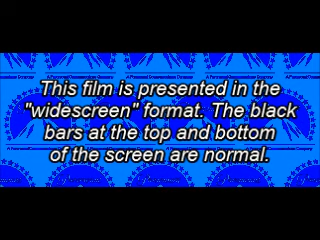 This film is presented in the
"widescreen" format. The black
bars at the top and bottom
of the screen are normal.